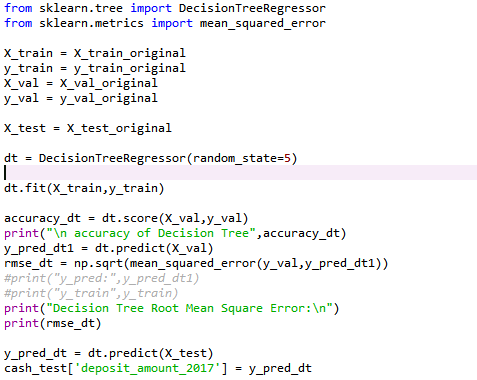 from sklearn.tree import DecisionTreeRegressor
from sklearn.metrics import mean_squared_error
X_train = X_train_original
y_train = y_train_original
X_val = X_val_original
y_val = y_val_original
X_test = X_test_original
dt = DecisionTreeRegressor(random_state=5)
dt.fit(X_train,y_train)
accuracy_dt = dt.score(X_val,y_val)
print("\n accuracy of Decision Tree",accuracy_dt)
y_pred_dt1 = dt.predict(X_val)
rmse_dt = np.sqrt(mean_squared_error(y_val,y_pred_dt1))
#print("y_pred:",y_pred_dt1)
#print("y_train",y_train)
print("Decision Tree Root Mean Square Error:\n")
print(rmse_dt)
y_pred_dt = dt.predict(X_test)
cash_test['deposit_amount_2017'] = y_pred_dt